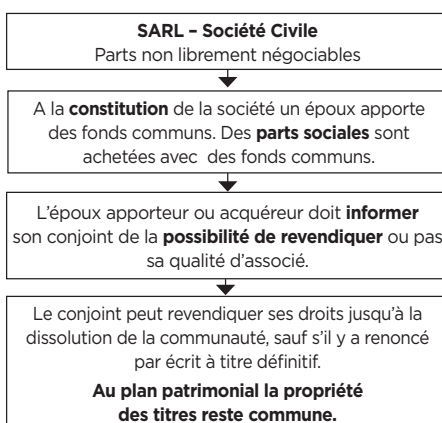 SARL – Société Civile
Parts non librement négociables
A la constitution de la société un époux apporte
des fonds communs. Des parts sociales sont
achetées avec des fonds communs.
L'époux apporteur ou acquéreur doit informer
son conjoint de la possibilité de revendiquer ou pas
sa qualité d'associé.
Le conjoint peut revendiquer ses droits jusqu'à la
dissolution de la communauté, sauf s'il y a renoncé
par écrit à titre définitif.
Au plan patrimonial la propriété
des titres reste commune.